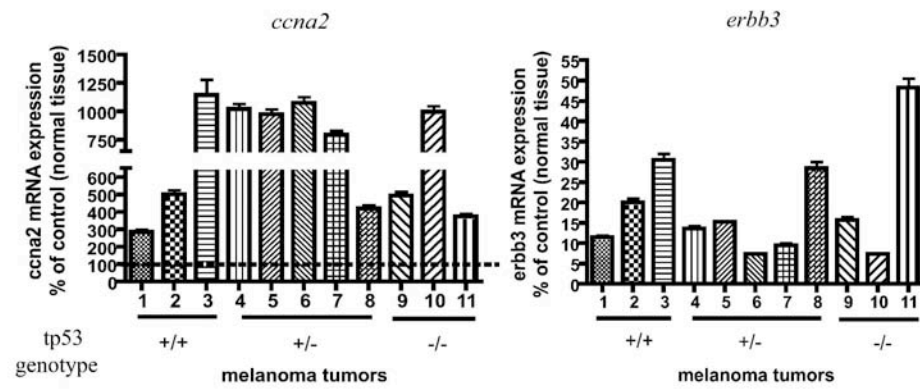 ccna2
erbb3
ccna2 mRNA expression
% of control (normal tissue)
1500
1250
1000
750
600
500
400
300
200
100
0
1 2 3 4 5 6 7 8 9 10 11
erbb3 mRNA expression
% of control (normal tissue)
55
50
45
40
35
30
25
20
15
10
5
0
1 2 3 4 5 6 7 8 9 10 11
tp53
genotype
+/+ +/- -/-
melanoma tumors
+/+ +/- -/-
melanoma tumors